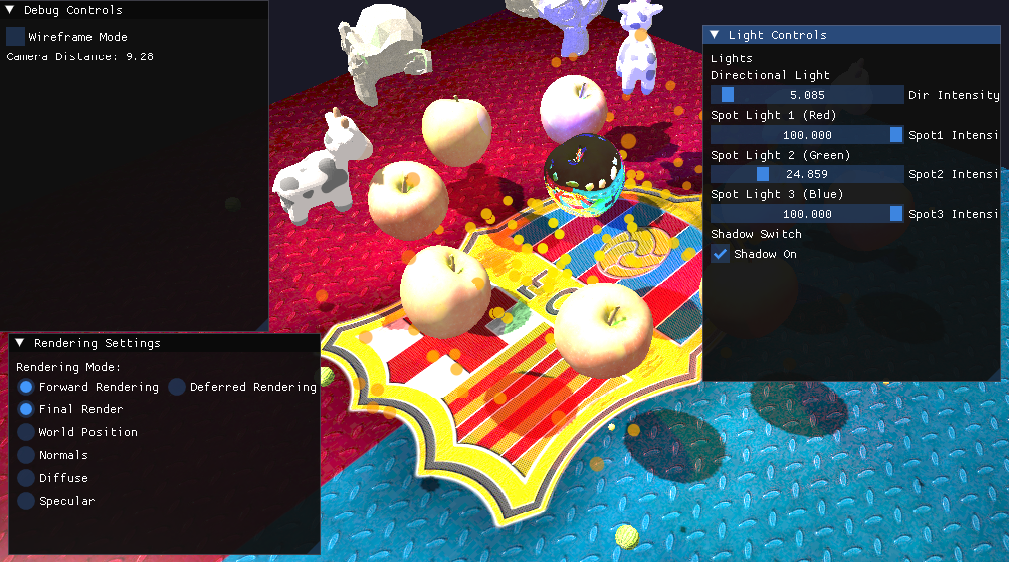 Debug Controls
Wireframe Mode
Camera Distance: 9.28
Light Controls
Lights
Directional Light
5.085 Dir Intensity
Spot Light 1 (Red)
100.000 Spot1 Intensi
Spot Light 2 (Green)
24.859 Spot2 Intensi
Spot Light 3 (Blue)
100.000 Spot3 Intensi
Shadow Switch
Shadow On
Rendering Settings
Rendering Mode:
Forward Rendering Deferred Rendering
Final Render
World Position
Normals
Diffuse
Specular